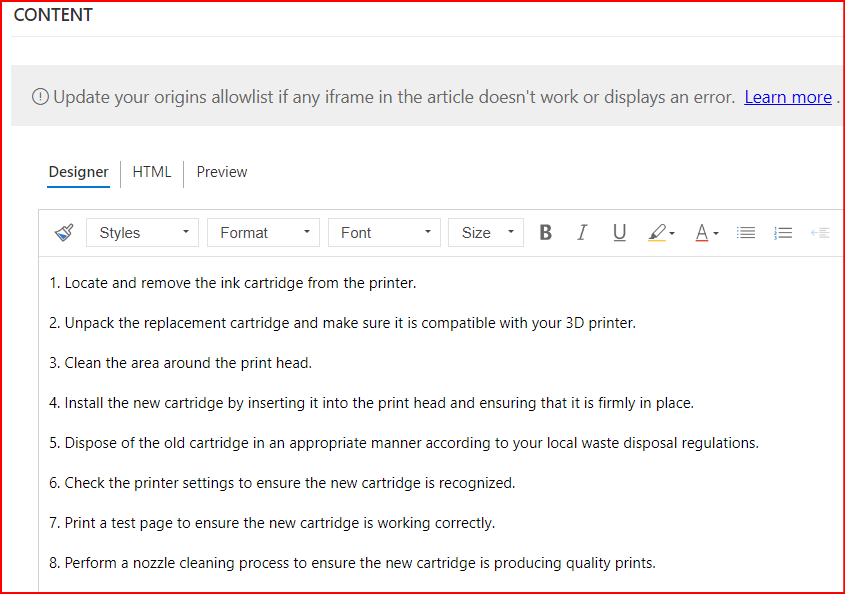 CONTENT
Update your origins allowlist if any iframe in the article doesn't work or displays an error. Learn more .
Designer HTML Preview
Styles Format Font Size B I U A
1. Locate and remove the ink cartridge from the printer.
2. Unpack the replacement cartridge and make sure it is compatible with your 3D printer.
3. Clean the area around the print head.
4. Install the new cartridge by inserting it into the print head and ensuring that it is firmly in place.
5. Dispose of the old cartridge in an appropriate manner according to your local waste disposal regulations.
6. Check the printer settings to ensure the new cartridge is recognized.
7. Print a test page to ensure the new cartridge is working correctly.
8. Perform a nozzle cleaning process to ensure the new cartridge is producing quality prints.